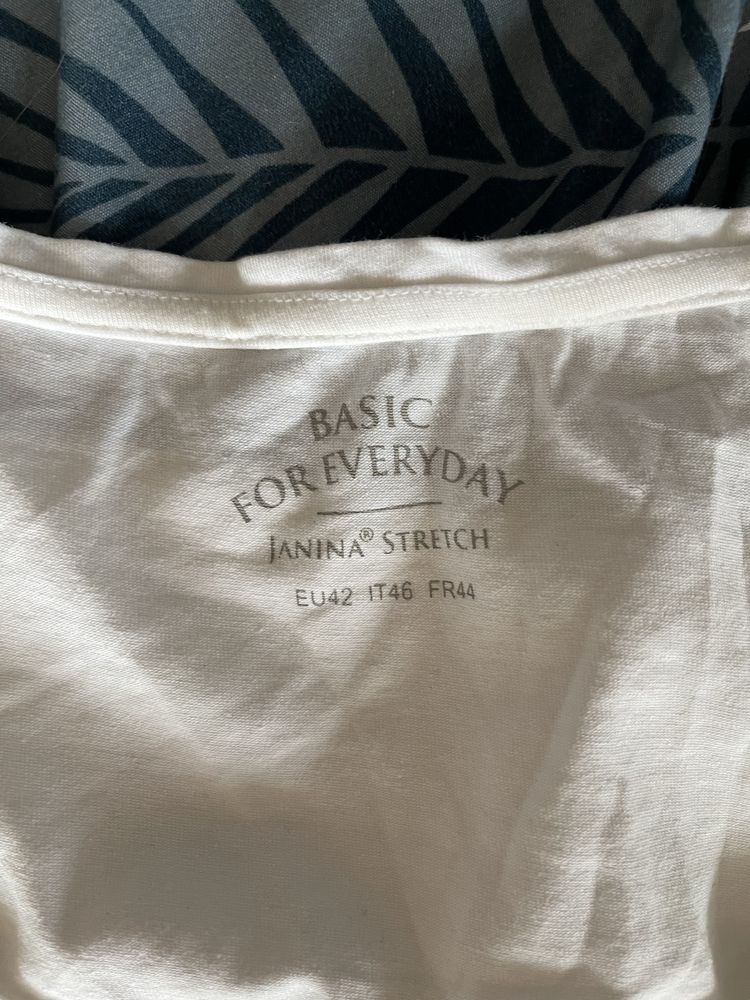 BASIC
FOR EVERYDAY
JANINA® STRETCH
EU42 IT46 FR44